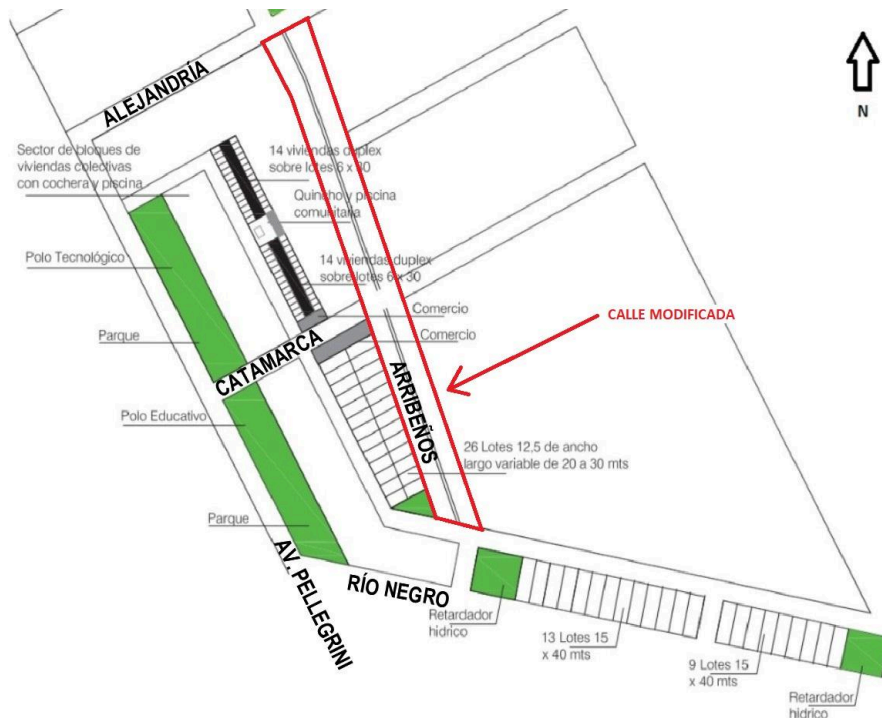 ALEJANDRÍA
N
Sector de bloques de
viviendas colectivas
con cochera y piscina
14 viviendas duplex
sobre lotes 6 x 30
Quincho y piscina
comunitaria
Polo Tecnológico
14 viviendas duplex
sobre lotes 6 x 30
Comercio
CALLE MODIFICADA
Parque
Comercio
CATAMARCA
ARRIBEÑOS
Polo Educativo
26 Lotes 12,5 de ancho
largo variable de 20 a 30 mts
Parque
AV. PELLEGRINI
RÍO NEGRO
Retardador
hidrico
13 Lotes 15
x 40 mts
9 Lotes 15
x 40 mts
Retardador
hidrico